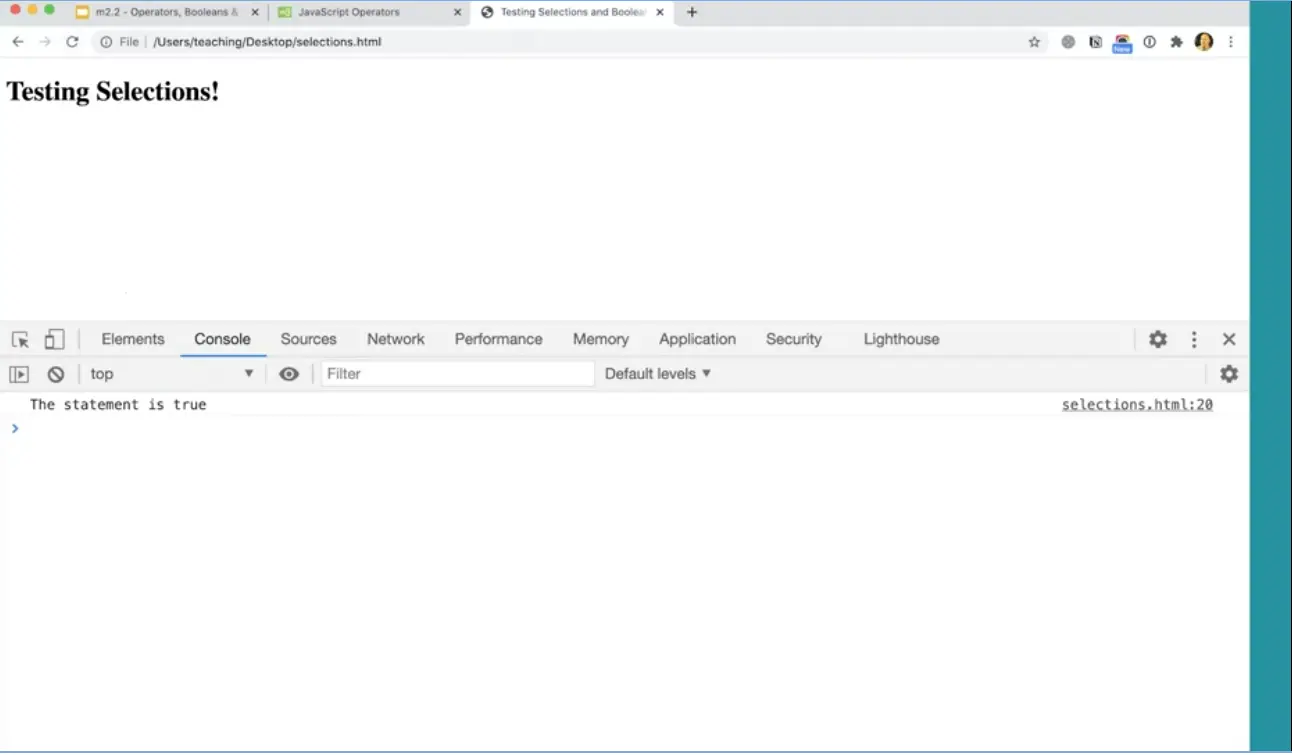 m2.2 - Operators, Booleans & JavaScript Operators Testing Selections and Boolea
File /Users/teaching/Desktop/selections.html
New
Testing Selections!
Elements Console Sources Network Performance Memory Application Security Lighthouse
top Filter Default levels
The statement is true selections.html:20